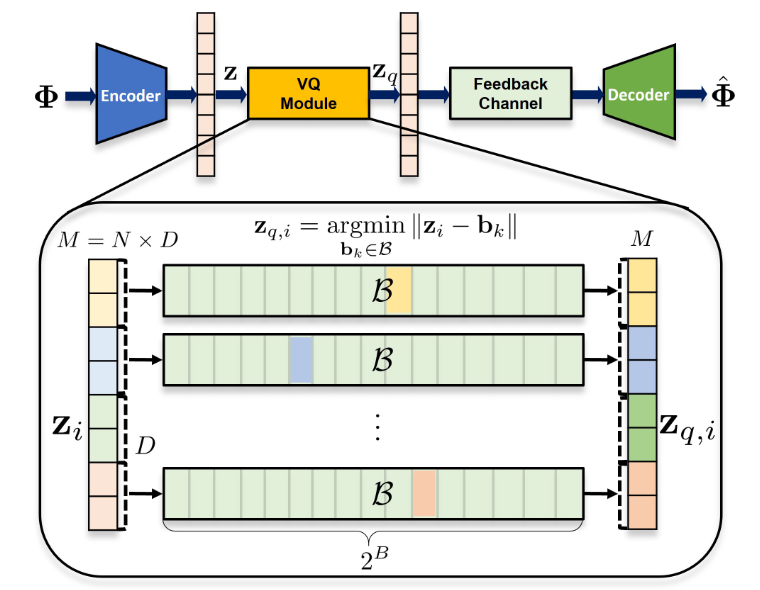 Φ
Encoder
z
VQ
Module
z_q
Feedback
Channel
Decoder
Φ̂
z_{q,i} = argmin ‖z_i − b_k‖
b_k∈ℬ
M = N × D
M
ℬ
ℬ
⋮
z_i
D
z_{q,i}
ℬ
2^B